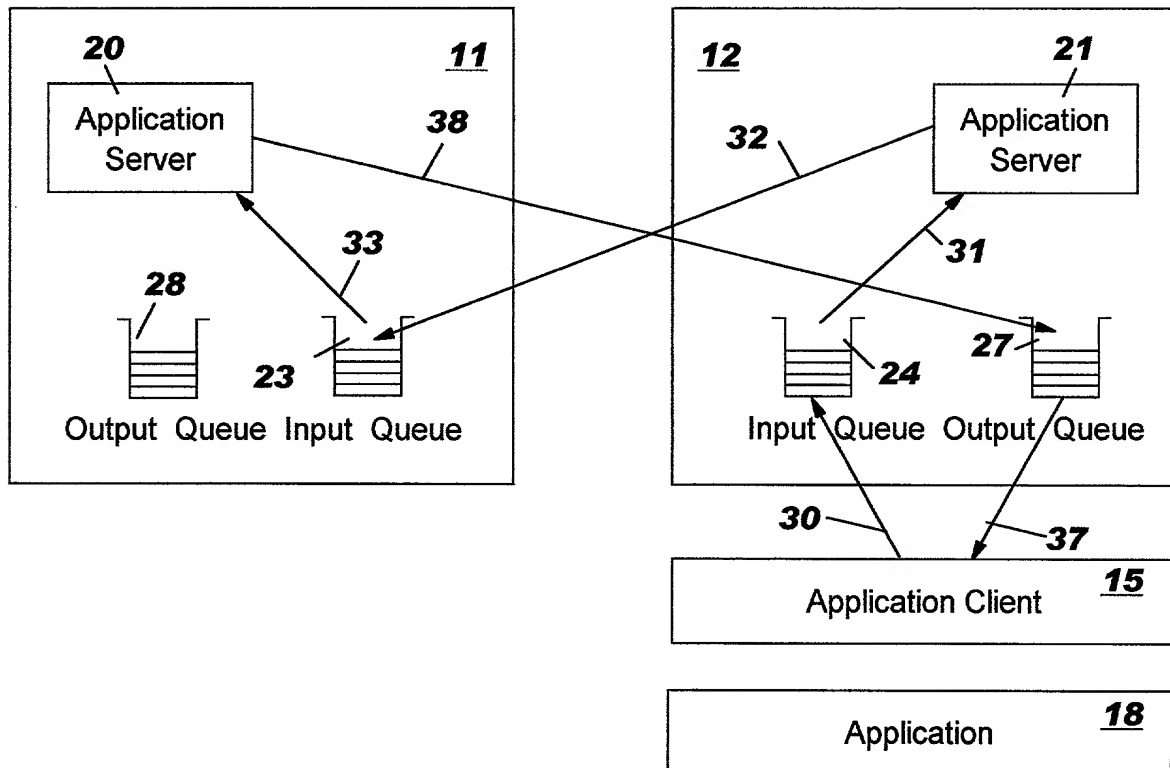 20
11
12
21
Application
Server
38
32
Application
Server
33
31
28
23
24
27
Output Queue Input Queue
Input Queue Output Queue
30
37
15
Application Client
18
Application